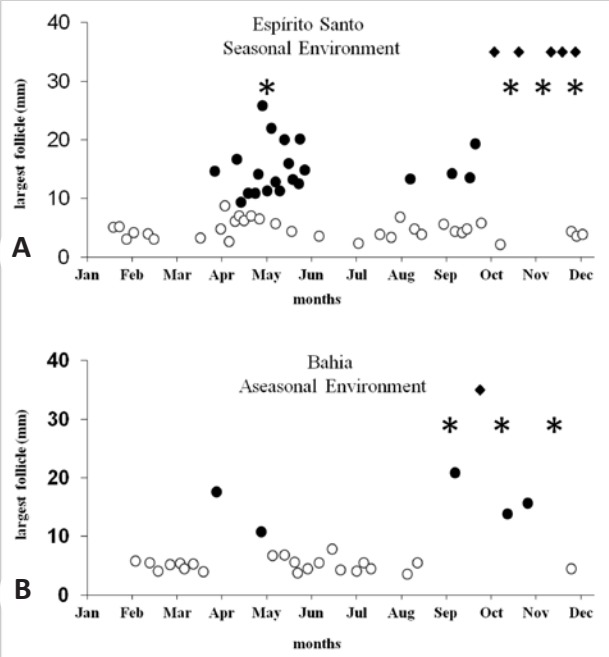 Espírito Santo
Seasonal Environment
largest follicle (mm)
40
30
20
10
0
A
Jan Feb Mar Apr May Jun Jul Aug Sep Oct Nov Dec
months
Bahia
Aseasonal Environment
largest follicle (mm)
40
30
20
10
0
B
Jan Feb Mar Apr May Jun Jul Aug Sep Oct Nov Dec
months